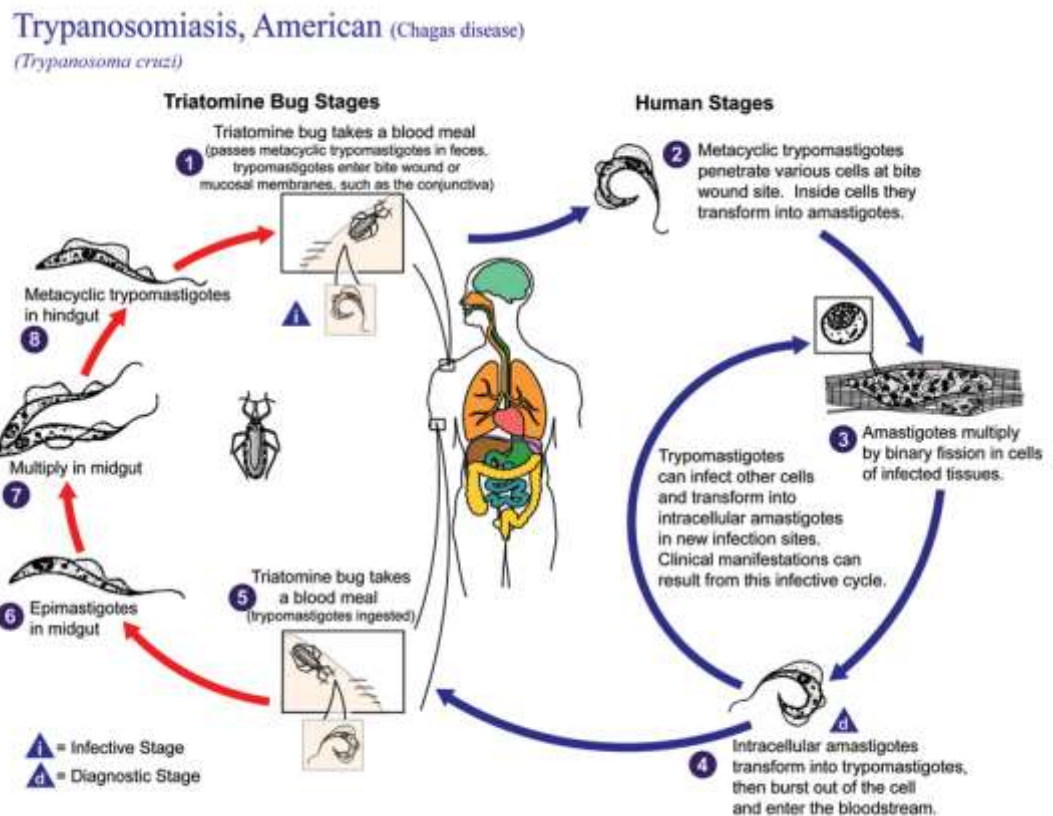 Trypanosomiasis, American (Chagas disease)
(Trypanosoma cruzi)
Triatomine Bug Stages
Human Stages
1
Triatomine bug takes a blood meal
(passes metacyclic trypomastigotes in feces,
trypomastigotes enter bite wound or
mucosal membranes, such as the conjunctiva)
2
Metacyclic trypomastigotes
penetrate various cells at bite
wound site. Inside cells they
transform into amastigotes.
i
Metacyclic trypomastigotes
in hindgut
8
3
Amastigotes multiply
by binary fission in cells
of infected tissues.
Trypomastigotes
can infect other cells
and transform into
intracellular amastigotes
in new infection sites.
Clinical manifestations can
result from this infective cycle.
Multiply in midgut
7
5
Triatomine bug takes
a blood meal
(trypomastigotes ingested)
6
Epimastigotes
in midgut
d
4
Intracellular amastigotes
transform into trypomastigotes,
then burst out of the cell
and enter the bloodstream.
i = Infective Stage
d = Diagnostic Stage